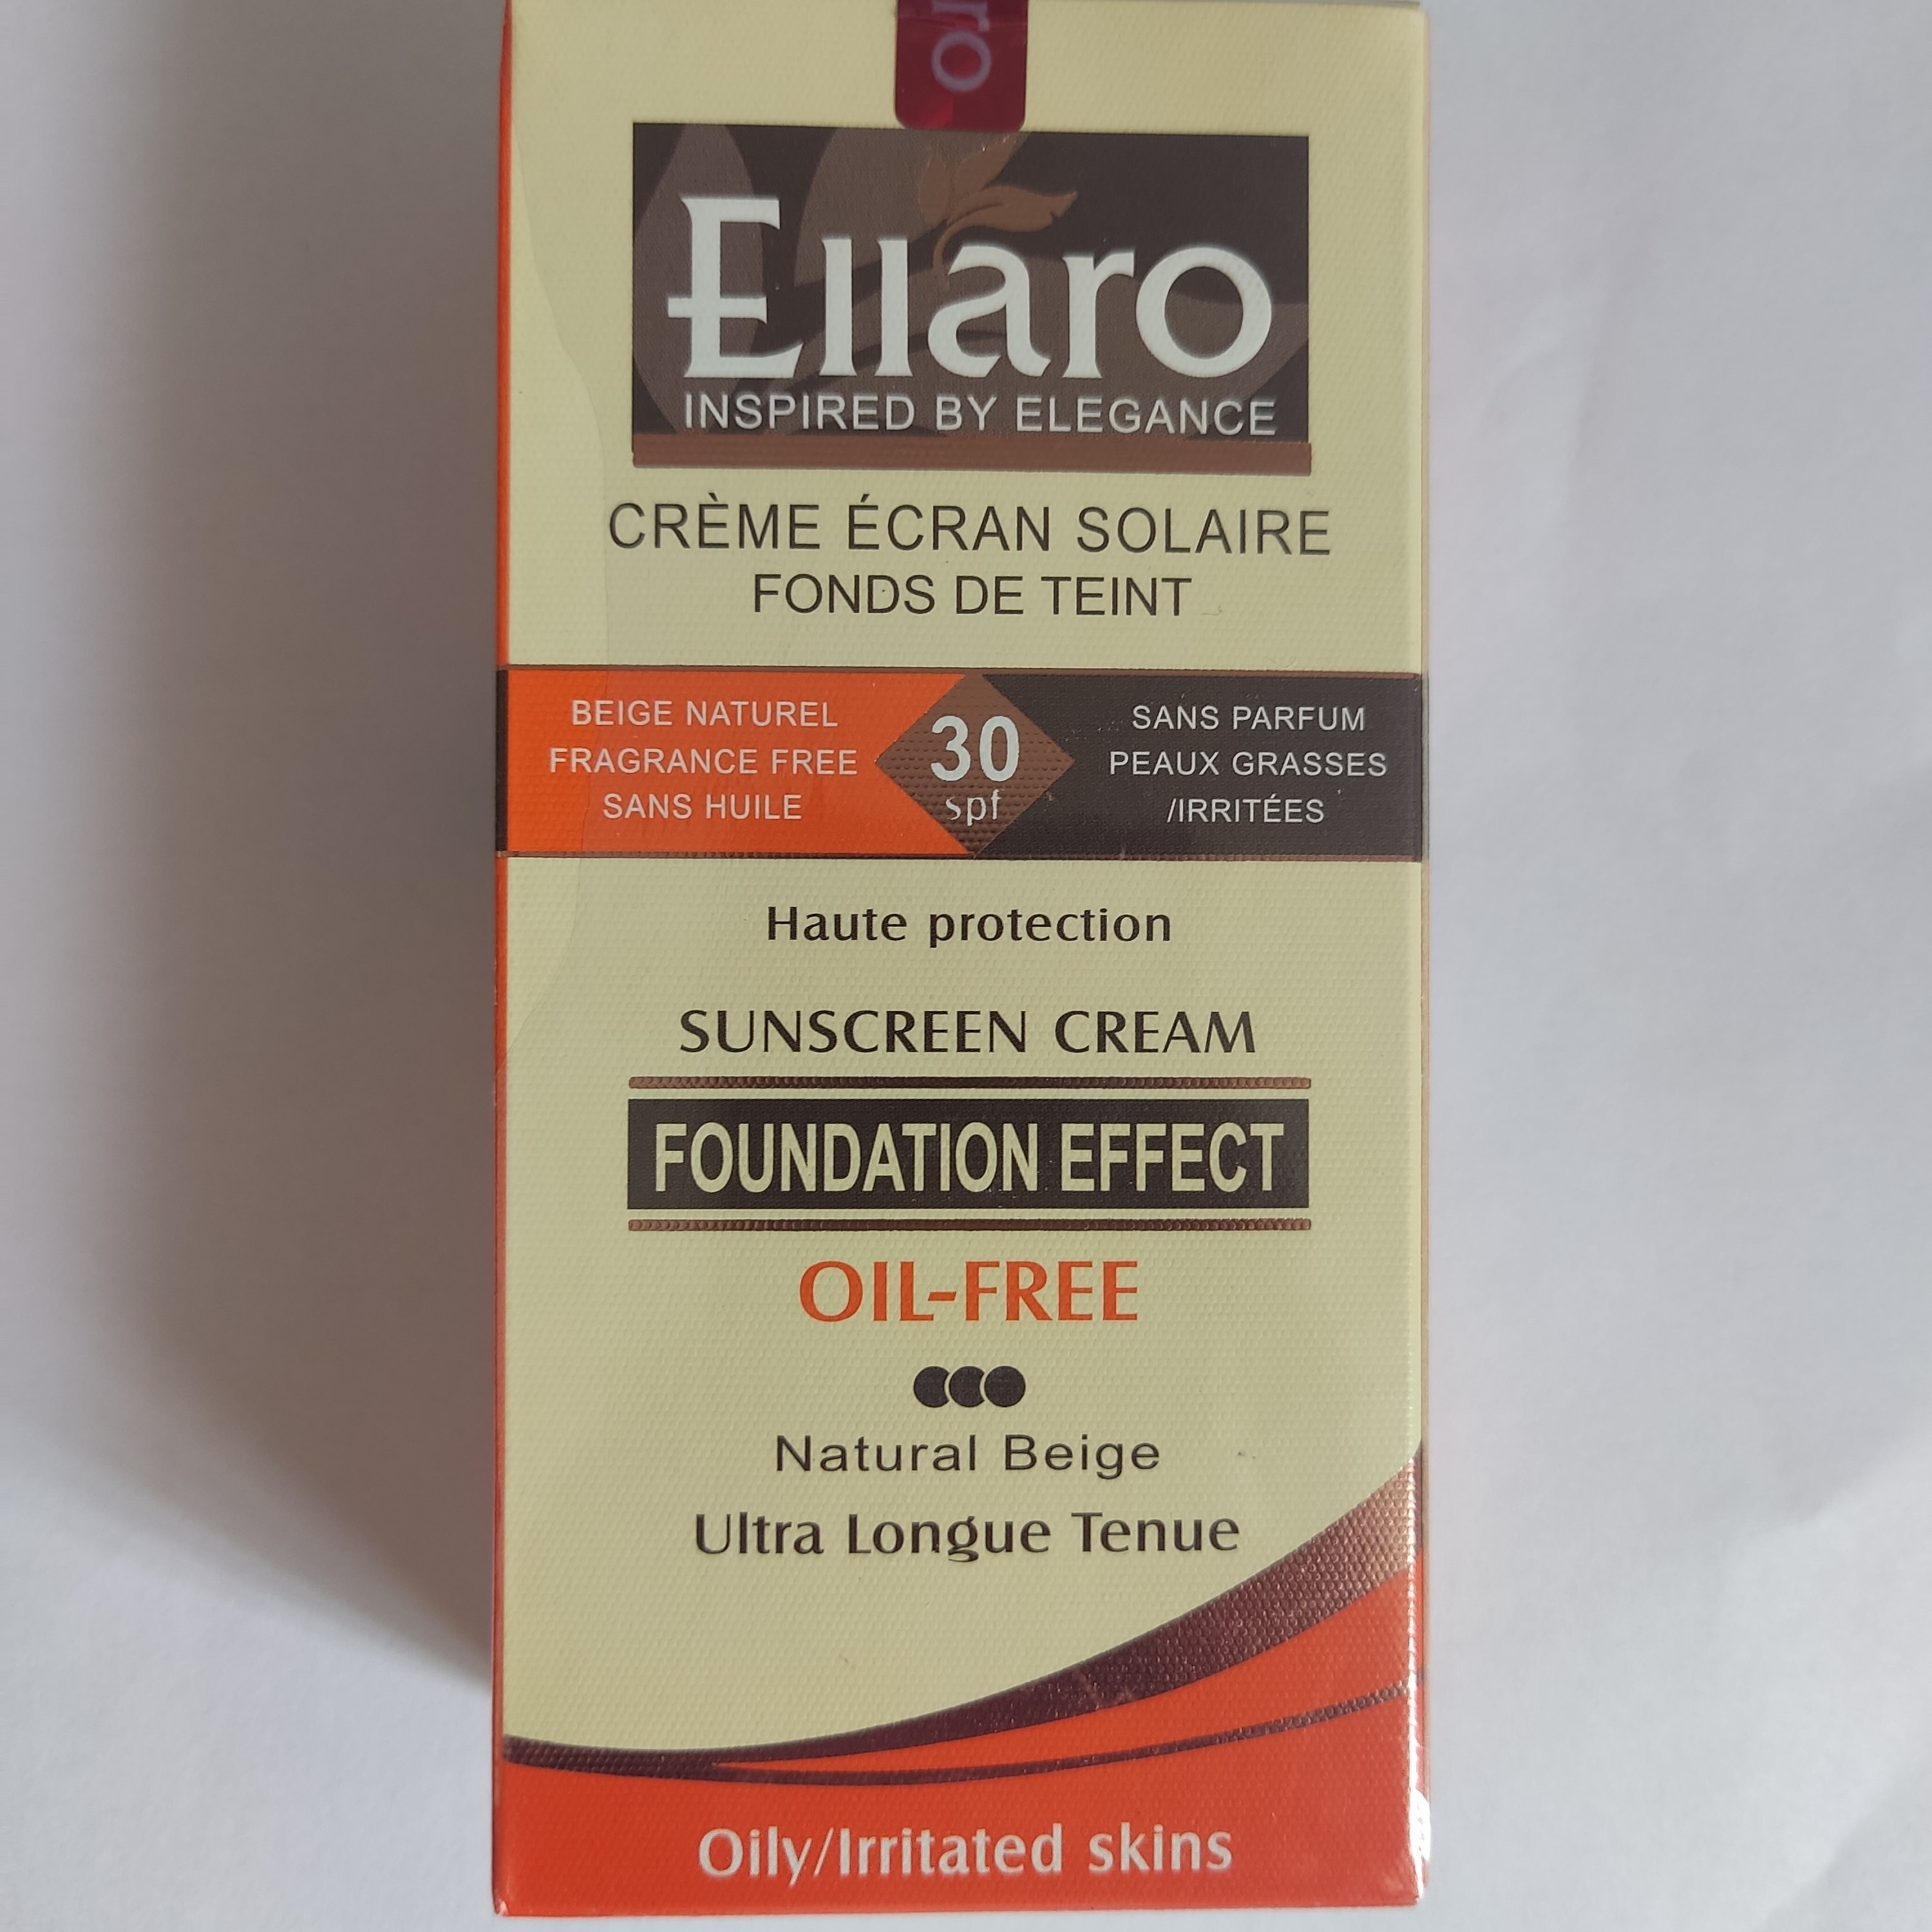 ro
Ellaro
INSPIRED BY ELEGANCE
CRÈME ÉCRAN SOLAIRE
FONDS DE TEINT
BEIGE NATUREL
FRAGRANCE FREE
SANS HUILE
30
spf
SANS PARFUM
PEAUX GRASSES
/IRRITÉES
Haute protection
SUNSCREEN CREAM
FOUNDATION EFFECT
OIL-FREE
Natural Beige
Ultra Longue Tenue
Oily/Irritated skins